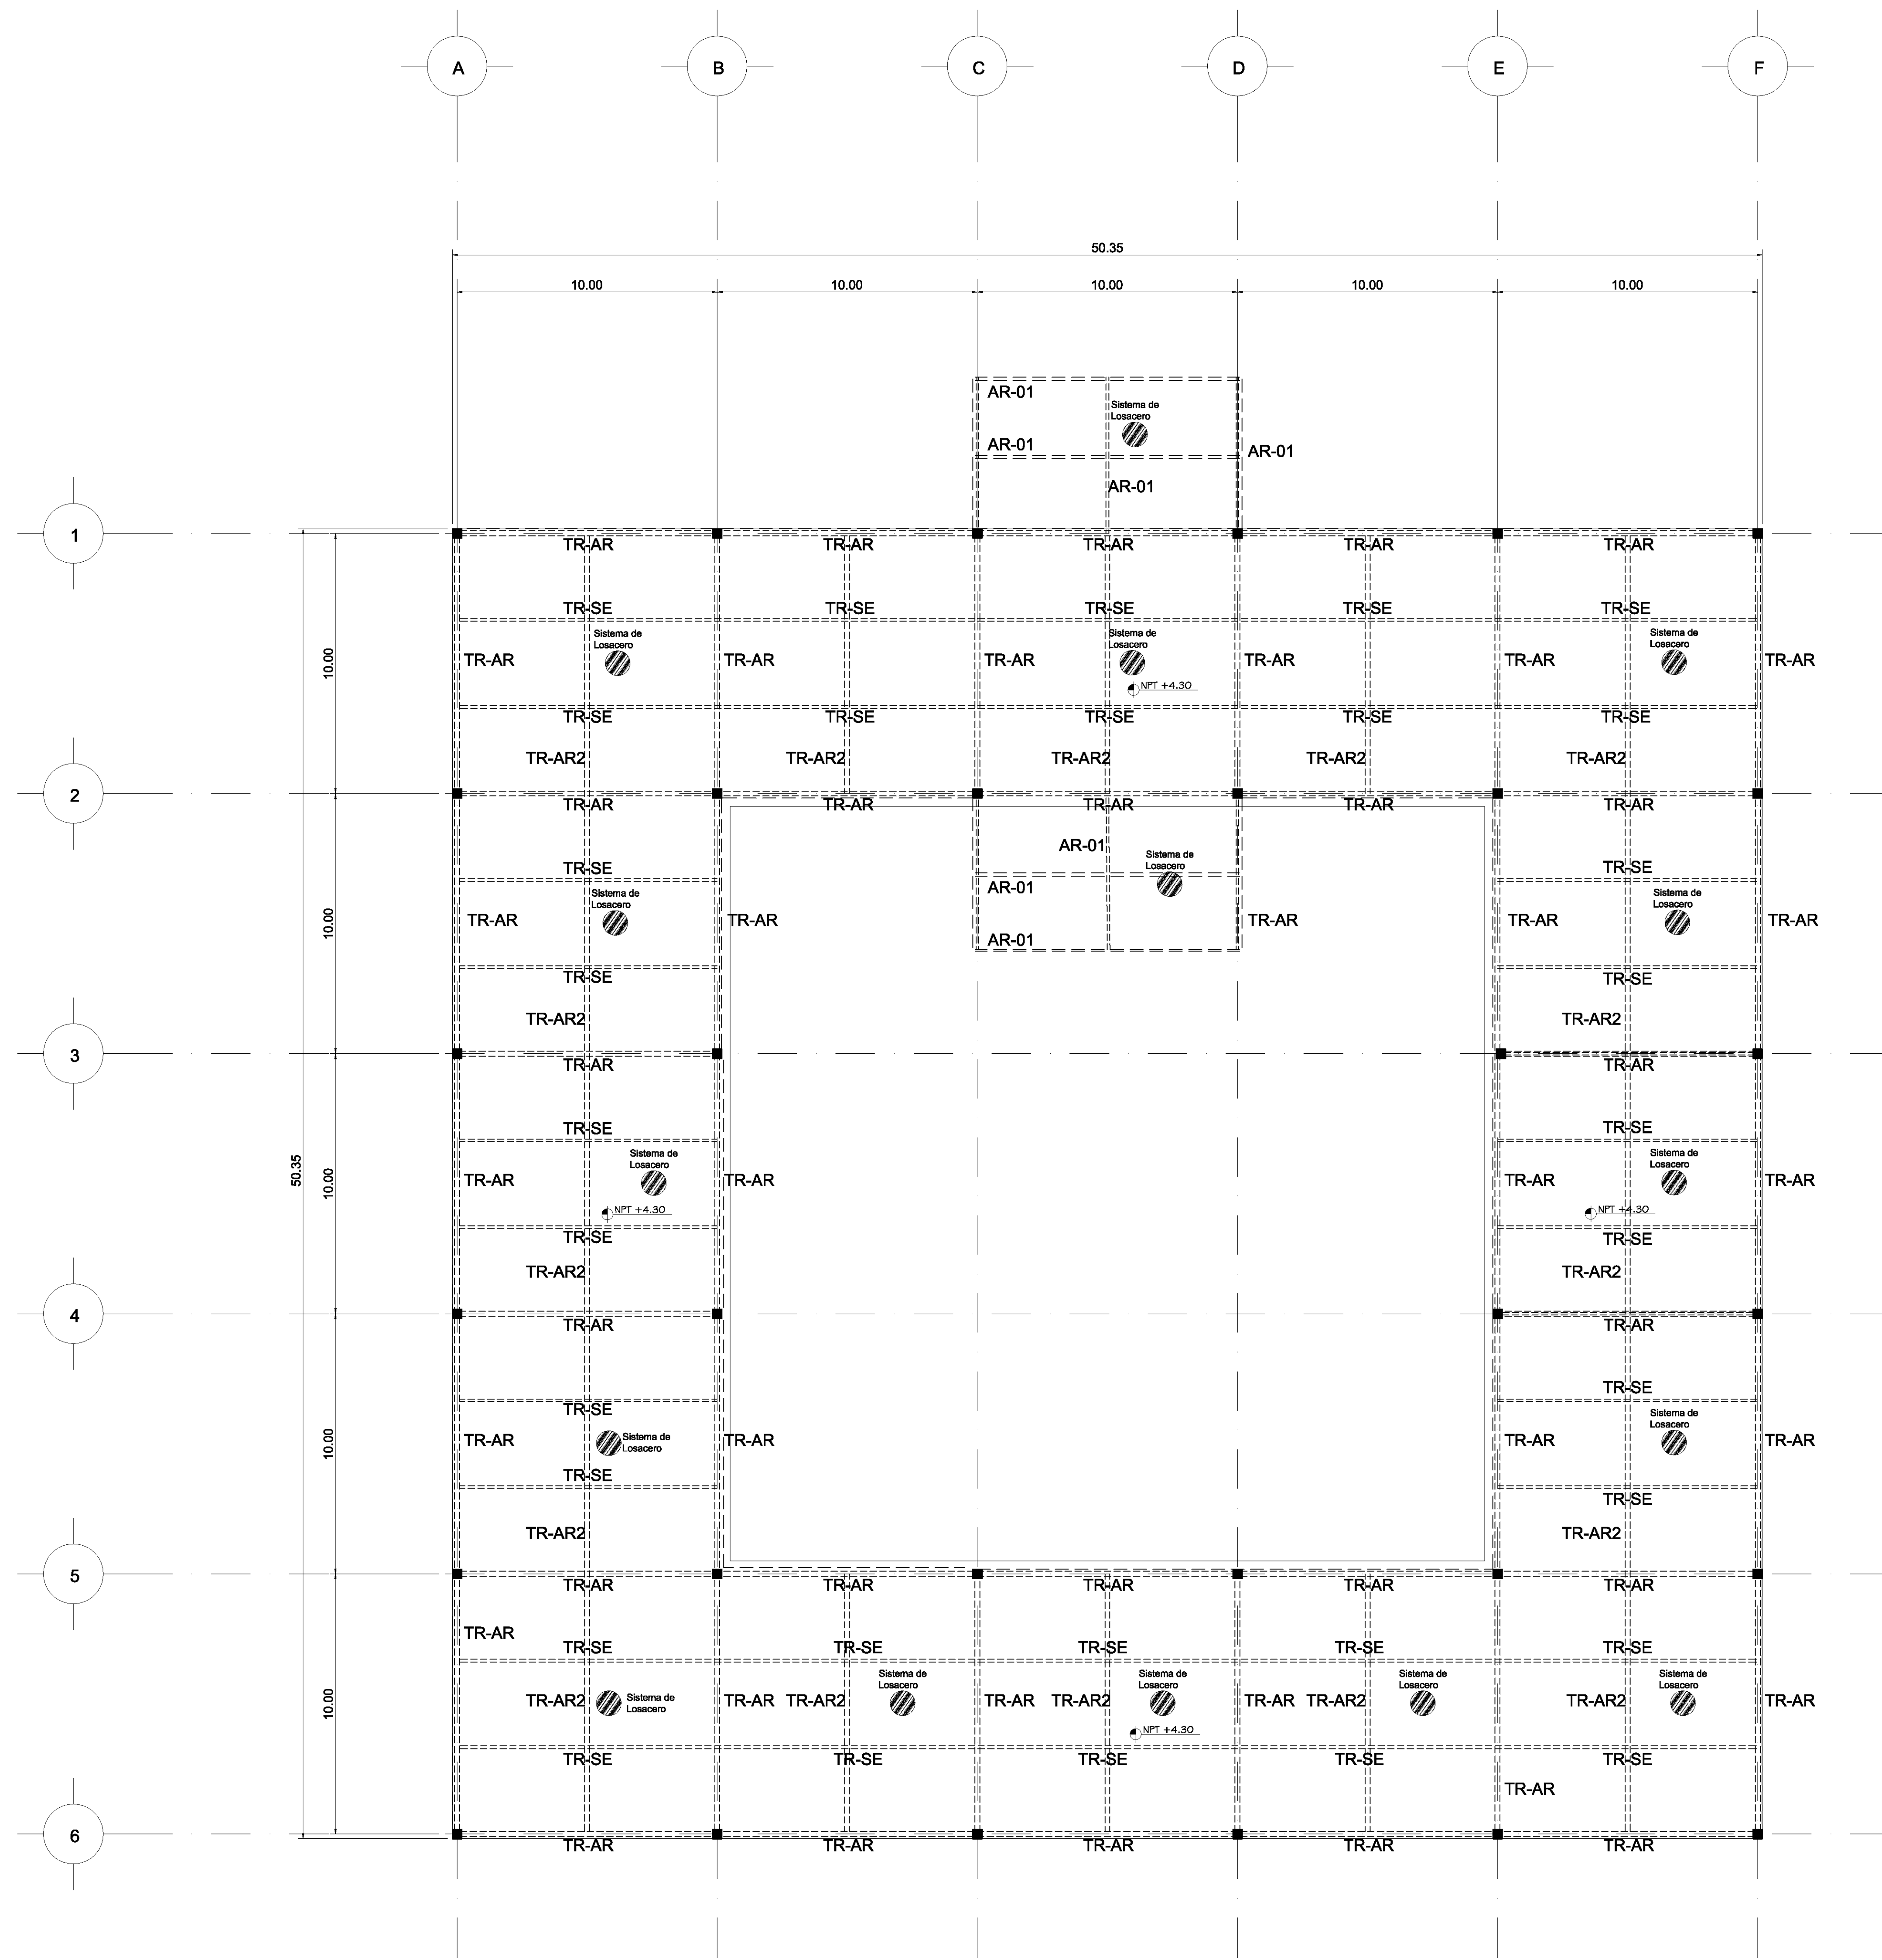 A B C D E F
50.35
10.00 10.00 10.00 10.00 10.00
AR-01
Sistema de
Losacero
AR-01
AR-01
AR-01
1
TR-AR TR-AR TR-AR TR-AR TR-AR
TR-SE TR-SE TR-SE TR-SE TR-SE
Sistema de Sistema de Sistema de
Losacero Losacero Losacero
10.00 TR-AR TR-AR TR-AR TR-AR TR-AR TR-AR
NPT +4.30
TR-SE TR-SE TR-SE TR-SE TR-SE
TR-AR2 TR-AR2 TR-AR2 TR-AR2 TR-AR2
2
TR-AR TR-AR TR-AR TR-AR TR-AR
AR-01
Sistema de
Losacero
TR-SE TR-SE
AR-01
Sistema de Sistema de
Losacero Losacero
10.00 TR-AR TR-AR TR-AR TR-AR TR-AR
AR-01
TR-SE TR-SE
TR-AR2 TR-AR2
3
TR-AR TR-AR
TR-SE TR-SE
Sistema de Sistema de
Losacero Losacero
50.35 10.00 TR-AR TR-AR TR-AR TR-AR
NPT +4.30 NPT +4.30
TR-SE TR-SE
TR-AR2 TR-AR2
4
TR-AR TR-AR
TR-SE TR-SE
Sistema de Sistema de
Losacero Losacero
10.00 TR-AR TR-AR TR-AR TR-AR
TR-SE TR-SE
TR-AR2 TR-AR2
5
TR-AR TR-AR TR-AR TR-AR TR-AR
TR-AR
TR-SE TR-SE TR-SE TR-SE TR-SE
Sistema de Sistema de Sistema de Sistema de Sistema de
Losacero Losacero Losacero Losacero Losacero
10.00 TR-AR2 TR-AR TR-AR2 TR-AR TR-AR2 TR-AR TR-AR2 TR-AR2 TR-AR
NPT +4.30
TR-SE TR-SE TR-SE TR-SE TR-SE
TR-AR
6
TR-AR TR-AR TR-AR TR-AR TR-AR